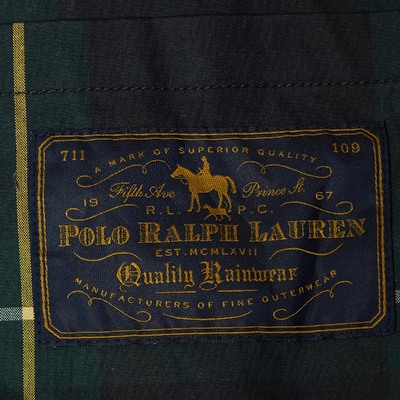 711 109
A MARK OF SUPERIOR QUALITY
Fifth Ave Prince St.
19 67
R.L. P.C.
POLO RALPH LAUREN
EST. MCMLXVII
Quality Rainwear
MANUFACTURERS OF FINE OUTERWEAR